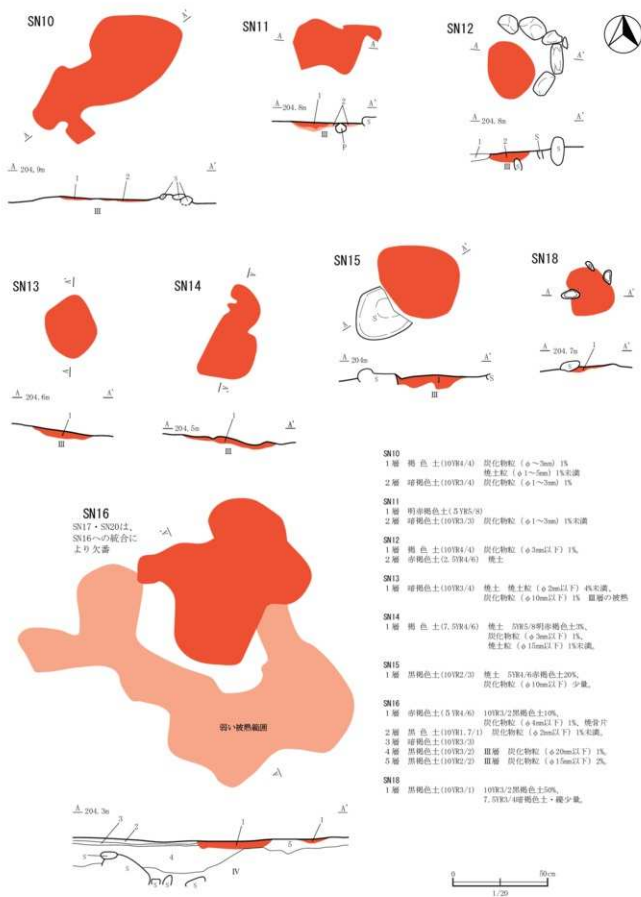 SN10
A'
A
A 204.9m A'
1 2 S
III
SN11
A A'
A 204.8m A'
1 2
III S
P
SN12
A A'
A 204.8m A'
1 2 S
III S S
SN13
A'
A
A 204.6m A'
1
III
SN14
A'
A
A 204.5m A'
1
III
SN15
A'
S
A
A 204m A'
S 1 S
III
SN18
A A'
A 204.7m A'
1
S III
SN16
SN17・SN20は、
SN16への統合に
より欠番
弱い被熱範囲
A 204.3m A'
3 2 1 5 1
S 4 IV
S S S S
SN10
1層 褐色土(10YR4/4) 炭化物粒(φ~3mm)1%
焼土粒(φ1~5mm)1%未満
2層 暗褐色土(10YR3/4) 炭化物粒(φ1~3mm)1%
SN11
1層 明赤褐色土(5YR5/8)
2層 暗褐色土(10YR3/3) 炭化物粒(φ1~3mm)1%未満
SN12
1層 褐色土(10YR4/4) 炭化物粒(φ3mm以下)1%。
2層 赤褐色土(2.5YR4/6) 焼土
SN13
1層 暗褐色土(10YR3/4) 焼土 焼土粒(φ2mm以下)4%未満、
炭化物粒(φ10mm以下)1% Ⅲ層の被熱
SN14
1層 褐色土(7.5YR4/6) 焼土 5YR5/8明赤褐色土3%、
炭化物粒(φ3mm以下)1%、
焼土粒(φ15mm以下)1%未満。
SN15
1層 黒褐色土(10YR2/3) 焼土 5YR4/6赤褐色土20%、
炭化物粒(φ10mm以下)少量。
SN16
1層 赤褐色土(5YR4/6) 10YR3/2黒褐色土10%、
炭化物粒(φ4mm以下)1%、焼骨片
2層 黒色土(10YR1.7/1) 炭化物粒(φ2mm以下)1%未満。
3層 暗褐色土(10YR3/3)
4層 黒褐色土(10YR3/2) Ⅲ層 炭化物粒(φ20mm以下)1%。
5層 黒褐色土(10YR2/2) Ⅲ層 炭化物粒(φ15mm以下)2%。
SN18
1層 黒褐色土(10YR3/1) 10YR3/2黒褐色土50%、
7.5YR3/4暗褐色土・礫少量。
0 50cm
1/20